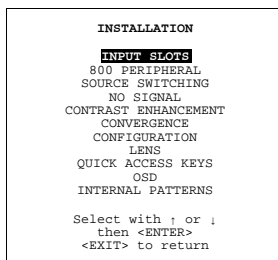 INSTALLATION
INPUT SLOTS
800 PERIPHERAL
SOURCE SWITCHING
NO SIGNAL
CONTRAST ENHANCEMENT
CONVERGENCE
CONFIGURATION
LENS
QUICK ACCESS KEYS
OSD
INTERNAL PATTERNS
Select with ↑ or ↓
then <ENTER>
<EXIT> to return